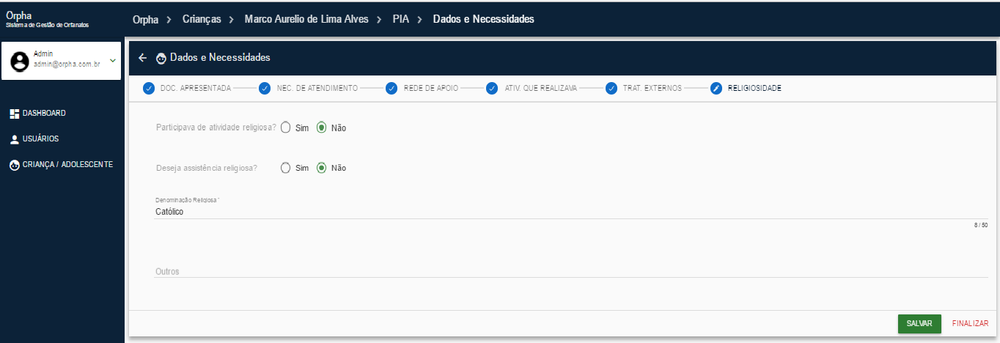 Orpha
Sistema de Gestão de Orfanatos
Orpha > Crianças > Marco Aurelio de Lima Alves > PIA > Dados e Necessidades
Admin
admin@orpha.com.br
DASHBOARD
USUÁRIOS
CRIANÇA / ADOLESCENTE
Dados e Necessidades
DOC. APRESENTADA NEC. DE ATENDIMENTO REDE DE APOIO ATIV. QUE REALIZAVA TRAT. EXTERNOS RELIGIOSIDADE
Participava de atividade religiosa? Sim Não
Deseja assistência religiosa? Sim Não
Denominação Religiosa *
Católico
8 / 50
Outros
SALVAR FINALIZAR